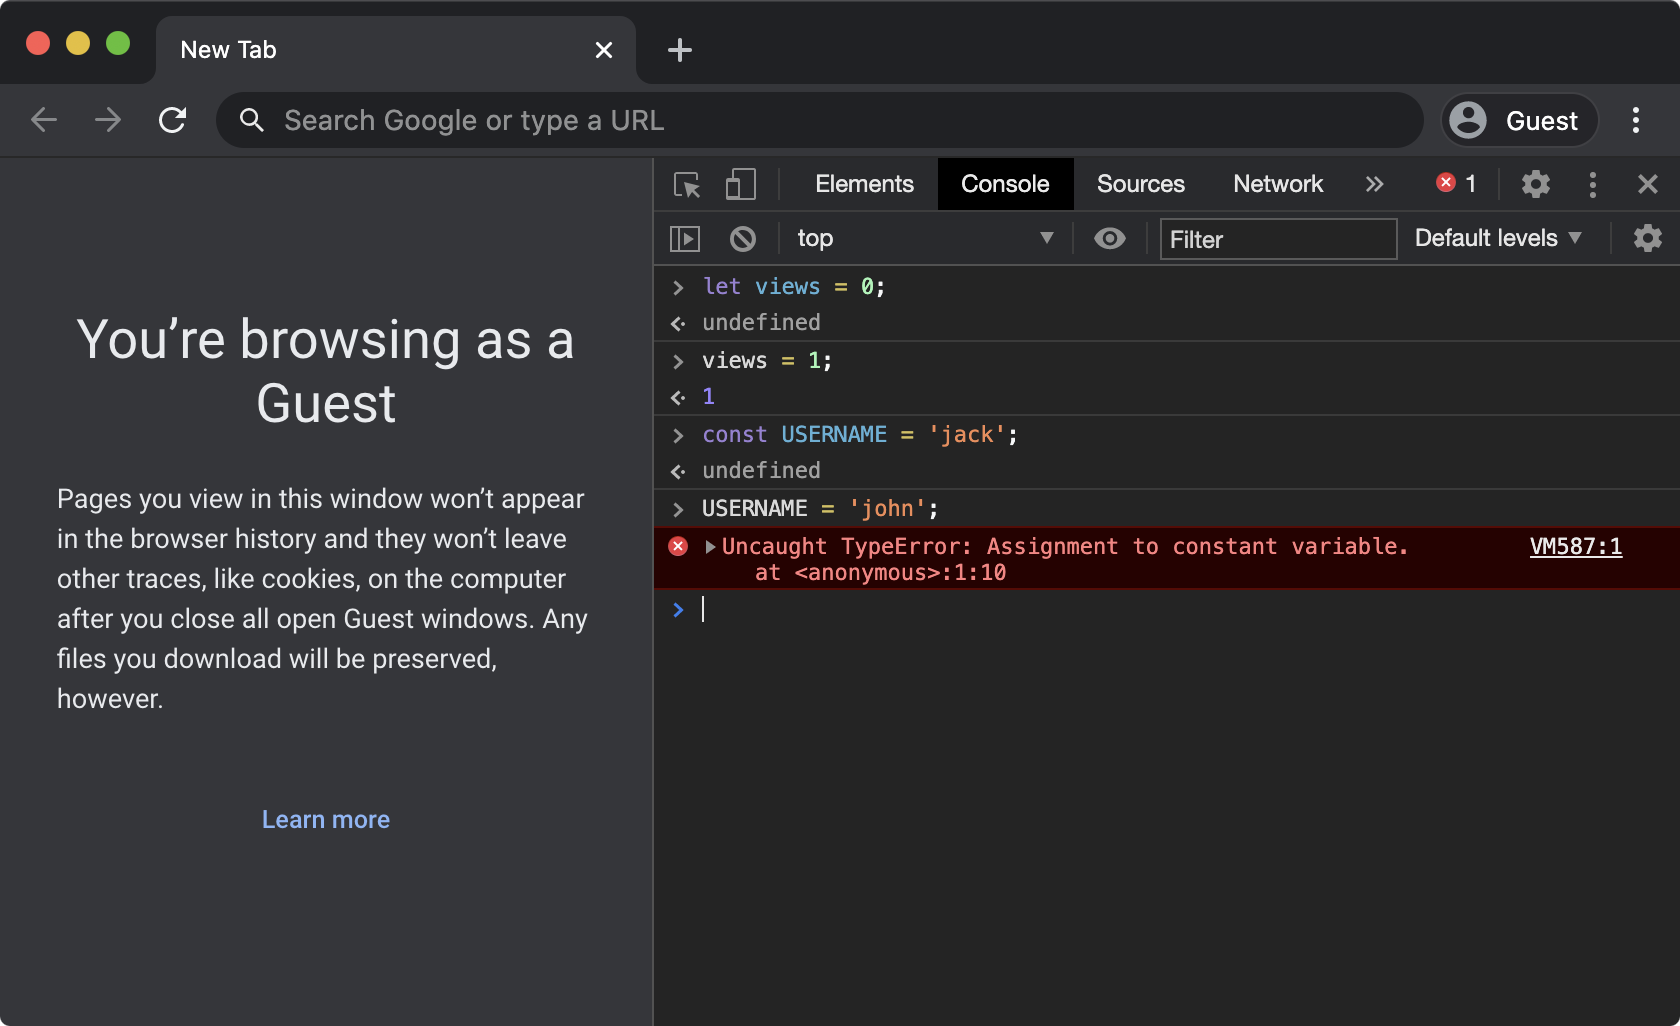 New Tab
Search Google or type a URL
Guest
Elements Console Sources Network 1
top Filter Default levels
You’re browsing as a
Guest
Pages you view in this window won’t appear
in the browser history and they won’t leave
other traces, like cookies, on the computer
after you close all open Guest windows. Any
files you download will be preserved,
however.
Learn more
let views = 0;
undefined
views = 1;
1
const USERNAME = 'jack';
undefined
USERNAME = 'john';
Uncaught TypeError: Assignment to constant variable. VM587:1
at <anonymous>:1:10